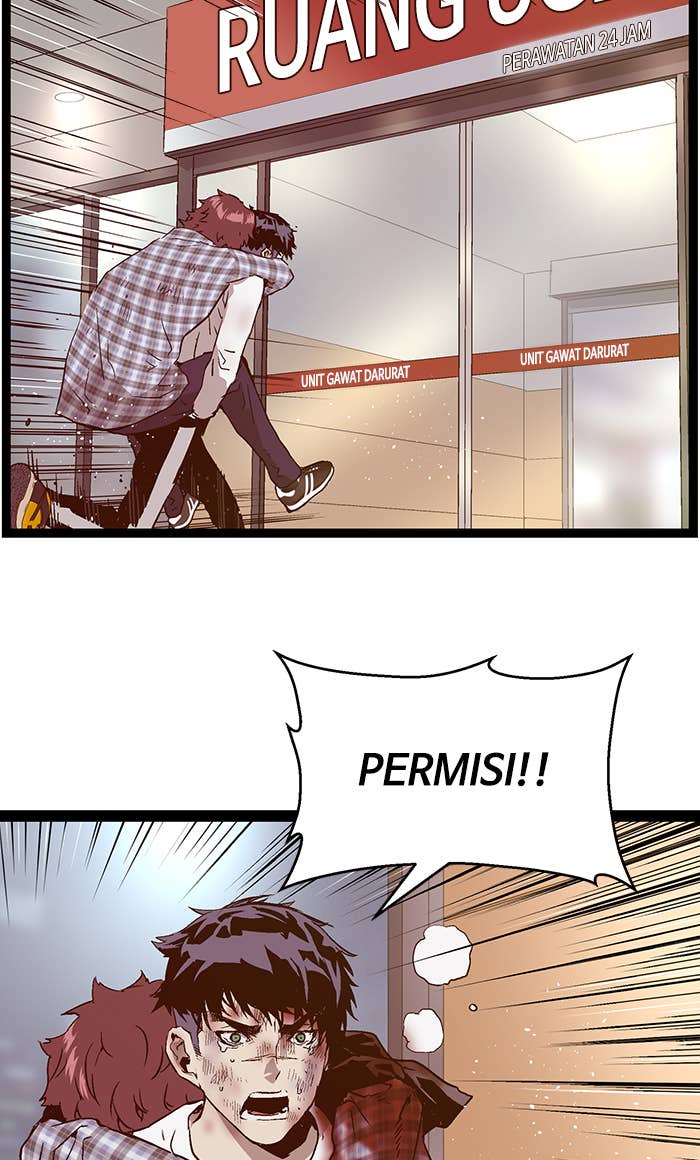 RUANG
PERAWATAN 24 JAM
UNIT GAWAT DARURAT
UNIT GAWAT DARURAT
PERMISI!!